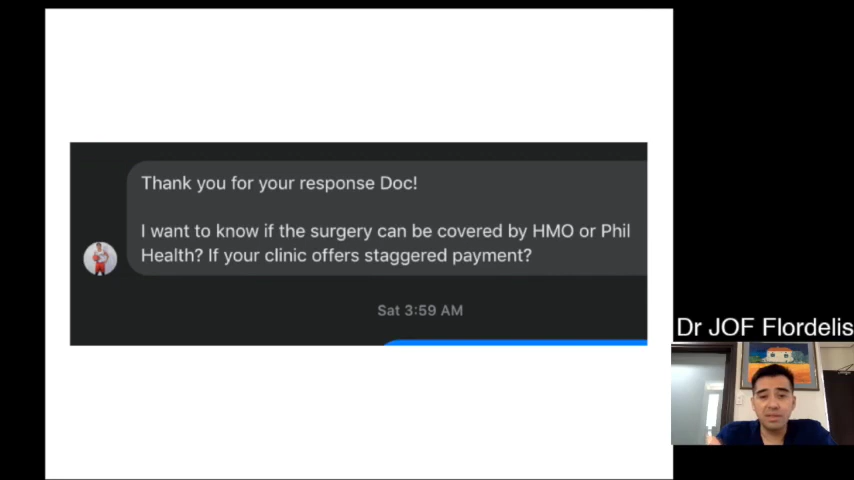 Thank you for your response Doc!
I want to know if the surgery can be covered by HMO or Phil
Health? If your clinic offers staggered payment?
Sat 3:59 AM
Dr JOF Flordelis